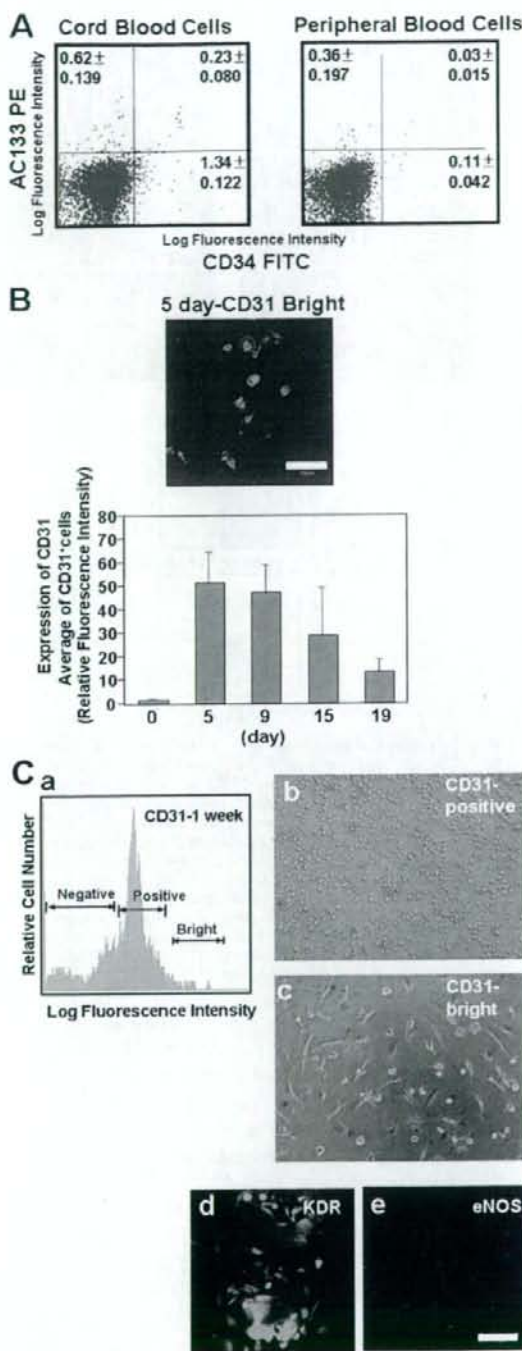 A
Cord Blood Cells
Peripheral Blood Cells
0.62 ±
0.139
0.23 ±
0.080
1.34 ±
0.122
0.36 ±
0.197
0.03 ±
0.015
0.11 ±
0.042
AC133 PE
Log Fluorescence Intensity
Log Fluorescence Intensity
CD34 FITC
B
5 day-CD31 Bright
Expression of CD31
Average of CD31+cells
(Relative Fluorescence Intensity)
80
70
60
50
40
30
20
10
0
0 5 9 15 19
(day)
C
a
CD31-1 week
Negative
Positive
Bright
Relative Cell Number
Log Fluorescence Intensity
b
CD31-
positive
c
CD31-
bright
d
KDR
e
eNOS